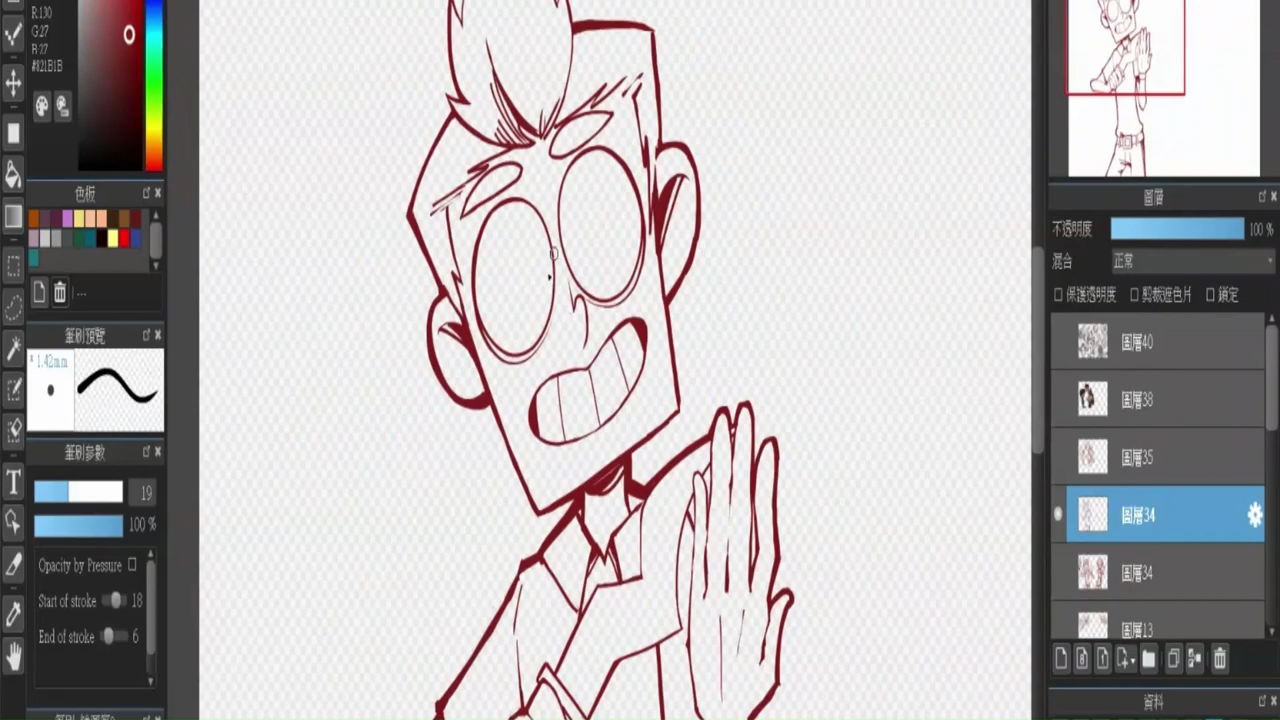 R:130
G:27
B:27
#821B1B
色板
...
筆刷預覽
* 1.42mm
筆刷參數
19
100 %
Opacity by Pressure
Start of stroke 18
End of stroke 6
T
圖層
不透明度 100 %
混合 正常
保護透明度 剪裁遮色片 鎖定
圖層40
圖層38
圖層35
圖層34
圖層34
圖層13
8
1
資料